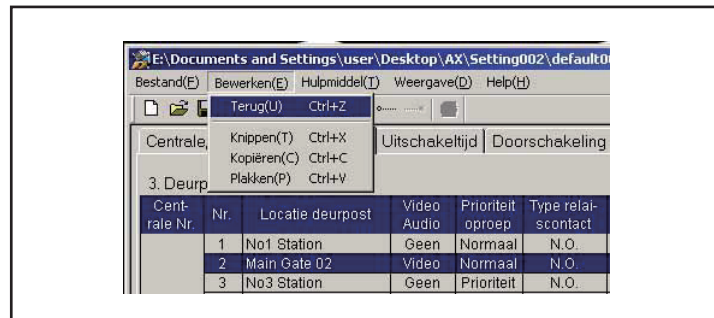 E:\Documents and Settings\user\Desktop\AX\Setting002\default0
Bestand(F) Bewerken(E) Hulpmiddel(T) Weergave(D) Help(H)
Terug(U) Ctrl+Z
Knippen(T) Ctrl+X
Kopiëren(C) Ctrl+C
Plakken(P) Ctrl+V
Centrale, Uitschakeltijd Doorschakeling
3. Deurp
Cent-
rale Nr. Nr. Locatie deurpost Video
Audio Prioriteit
oproep Type relai-
scontact
1 No1 Station Geen Normaal N.O.
2 Main Gate 02 Video Normaal N.O.
3 No3 Station Geen Prioriteit N.O.